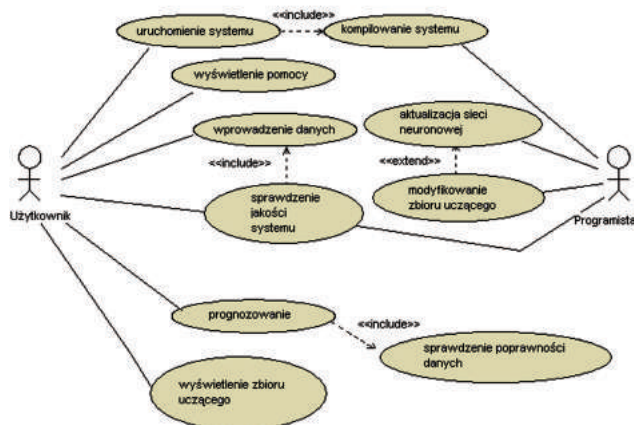 <<include>>
uruchomienie systemu
kompilowanie systemu
wyświetlenie pomocy
wprowadzenie danych
aktualizacja sieci
neuronowej
<<include>>
<<extend>>
sprawdzenie
jakości
systemu
modyfikowanie
zbioru uczącego
Użytkownik
Programista
prognozowanie
<<include>>
sprawdzenie poprawności
danych
wyświetlenie zbioru
uczącego